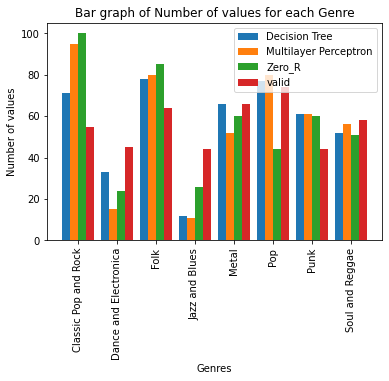 Bar graph of Number of values for each Genre
Decision Tree
Multilayer Perceptron
Zero_R
valid
Number of values
100
80
60
40
20
0
Classic Pop and Rock
Dance and Electronica
Folk
Jazz and Blues
Metal
Pop
Punk
Soul and Reggae
Genres